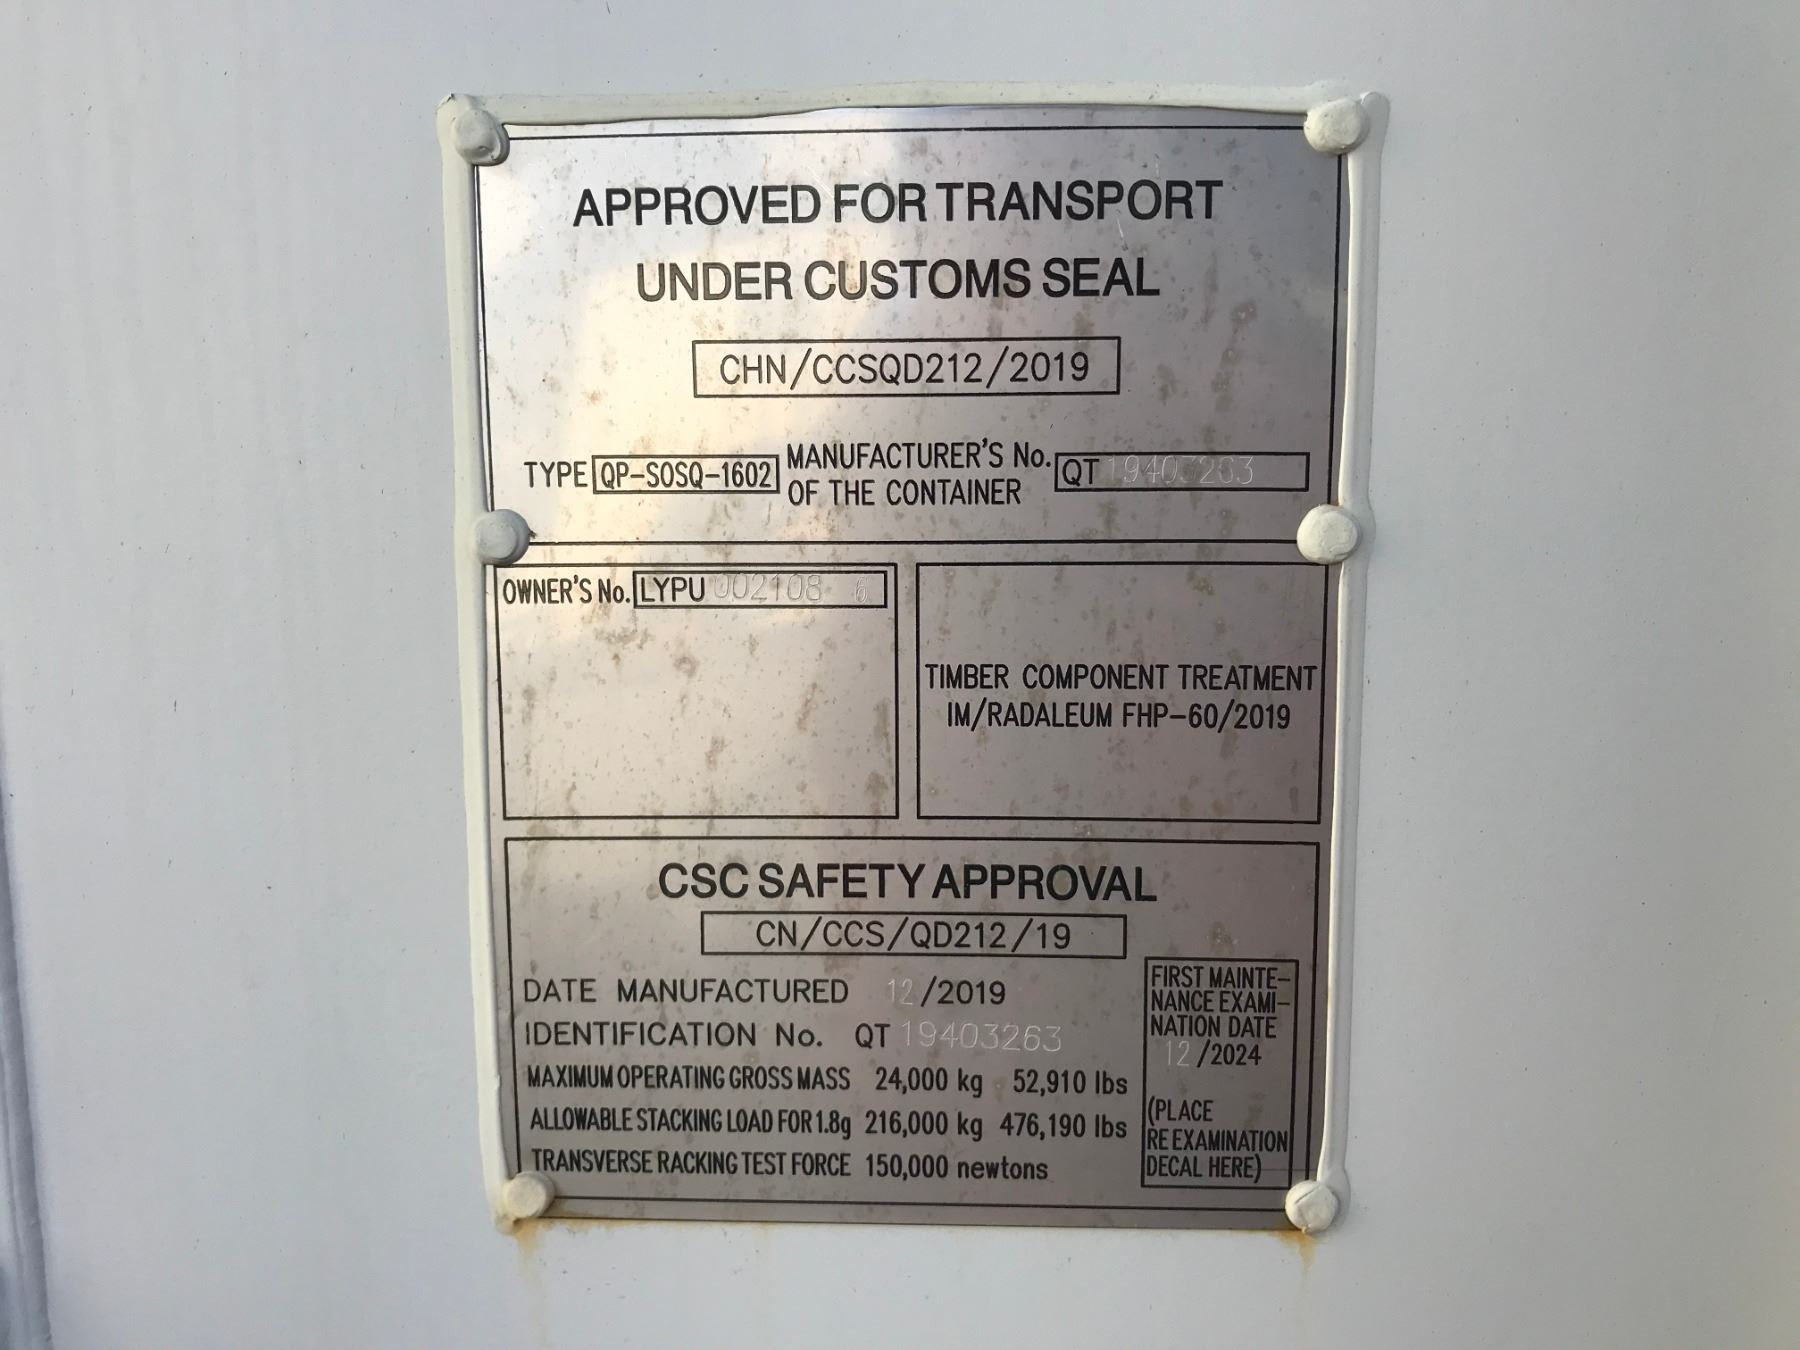 APPROVED FOR TRANSPORT
UNDER CUSTOMS SEAL
CHN/CCSQD212/2019
TYPE QP-SOSQ-1602 MANUFACTURER'S No. OF THE CONTAINER QT 19403263
OWNER'S No. LYPU 002108 6
TIMBER COMPONENT TREATMENT
IM/RADALEUM FHP-60/2019
CSC SAFETY APPROVAL
CN/CCS/QD212/19
DATE MANUFACTURED 12/2019
IDENTIFICATION No. QT 19403263
MAXIMUM OPERATING GROSS MASS 24,000 kg 52,910 lbs
ALLOWABLE STACKING LOAD FOR 1.8g 216,000 kg 476,190 lbs
TRANSVERSE RACKING TEST FORCE 150,000 newtons
FIRST MAINTE-
NANCE EXAMI-
NATION DATE
12/2024
(PLACE
REEXAMINATION
DECAL HERE)